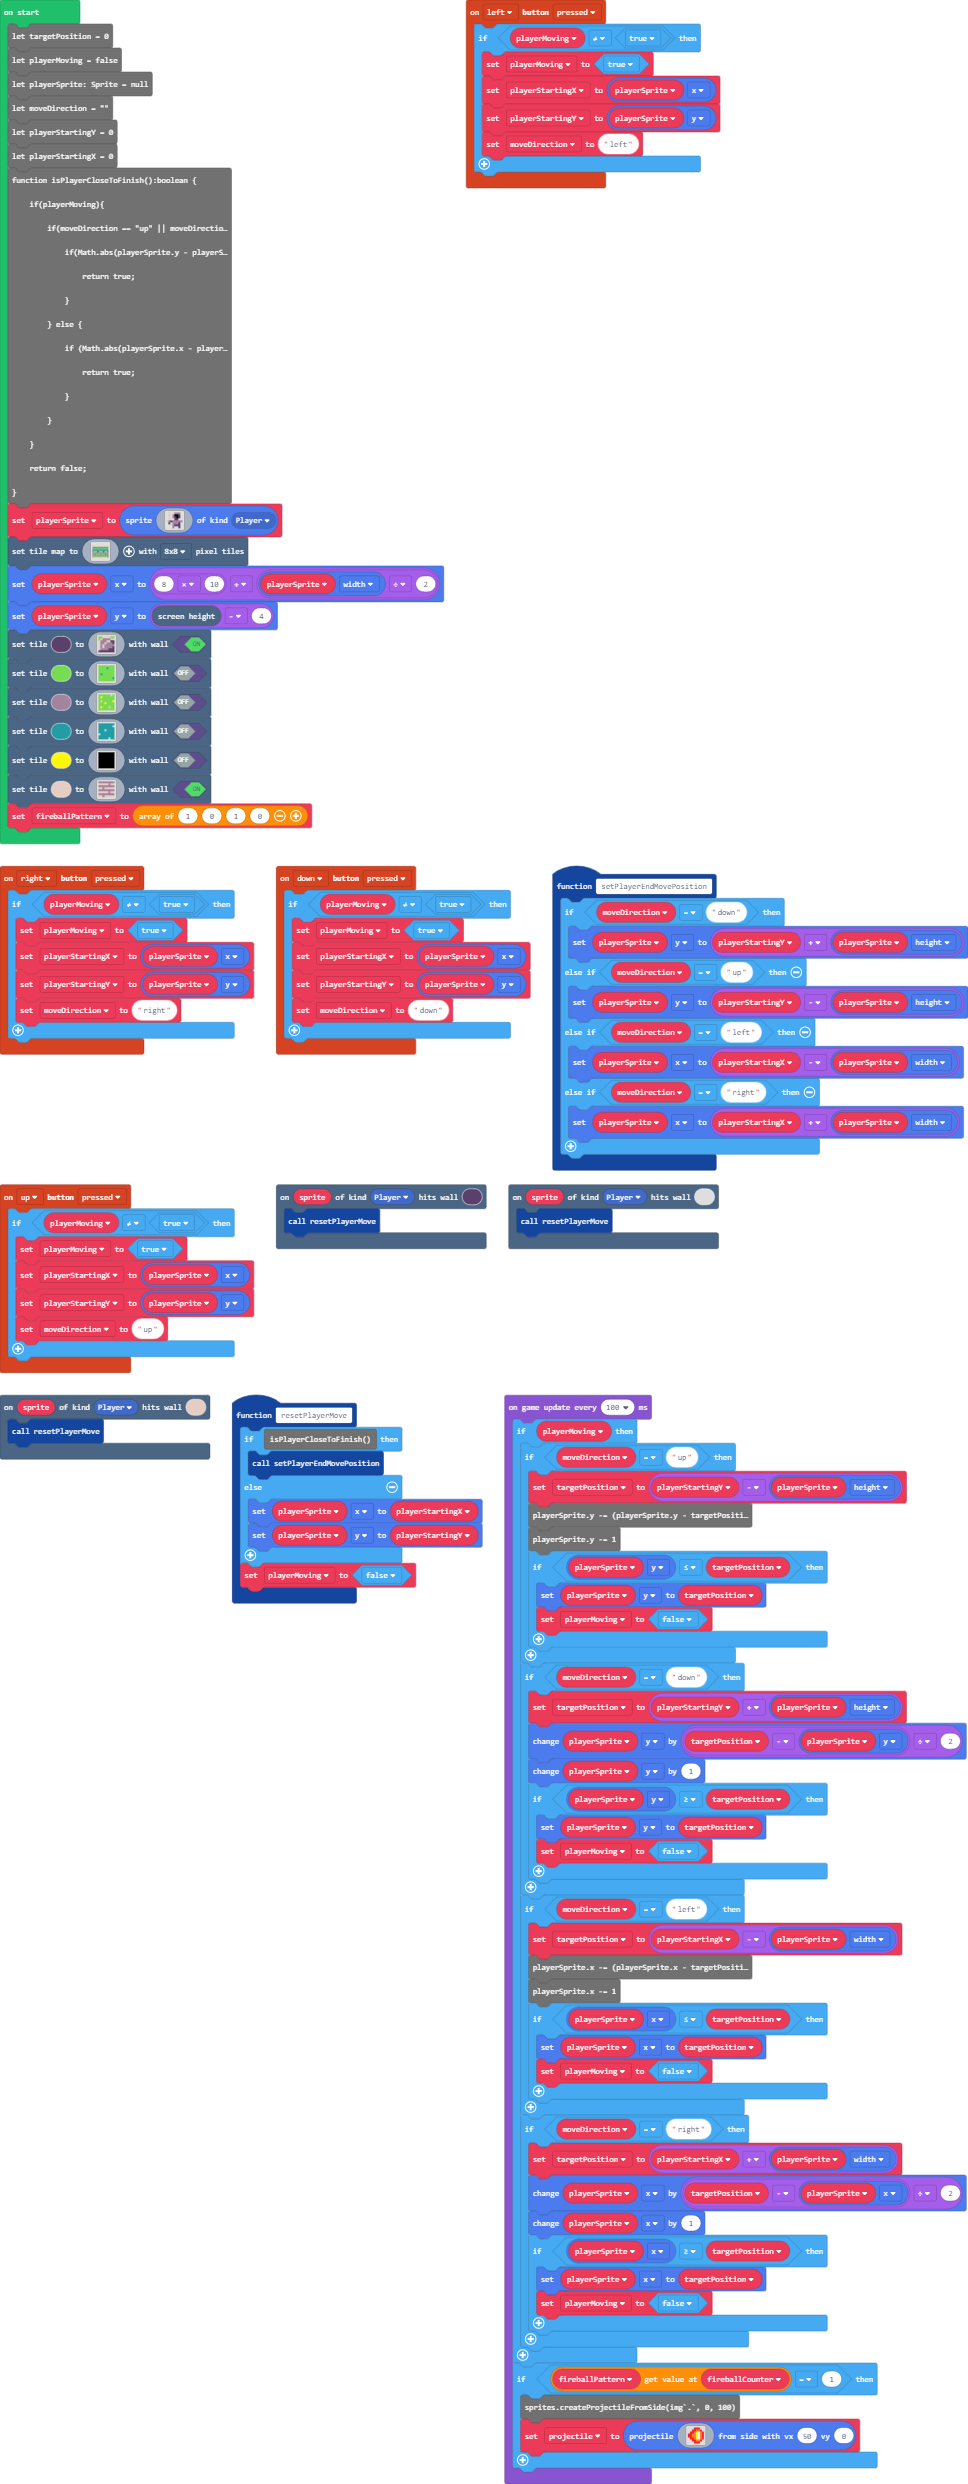 on start
let targetPosition = 0
let playerMoving = false
let playerSprite: Sprite = null
let moveDirection = ""
let playerStartingY = 0
let playerStartingX = 0
function isPlayerCloseToFinish():boolean {
if(playerMoving){
if(moveDirection == "up" || moveDirectio…
if(Math.abs(playerSprite.y - playerS…
return true;
}
} else {
if (Math.abs(playerSprite.x - player…
return true;
}
}
}
return false;
}
set playerSprite to sprite of kind Player
set tile map to with 8x8 pixel tiles
set playerSprite x to 8 × 10 + playerSprite width ÷ 2
set playerSprite y to screen height - 4
set tile to with wall ON
set tile to with wall OFF
set tile to with wall OFF
set tile to with wall OFF
set tile to with wall OFF
set tile to with wall ON
set fireballPattern to array of 1 0 1 0
on left button pressed
if playerMoving ≠ true then
set playerMoving to true
set playerStartingX to playerSprite x
set playerStartingY to playerSprite y
set moveDirection to "left"
on right button pressed
if playerMoving ≠ true then
set playerMoving to true
set playerStartingX to playerSprite x
set playerStartingY to playerSprite y
set moveDirection to "right"
on down button pressed
if playerMoving ≠ true then
set playerMoving to true
set playerStartingX to playerSprite x
set playerStartingY to playerSprite y
set moveDirection to "down"
function setPlayerEndMovePosition
if moveDirection = "down" then
set playerSprite y to playerStartingY + playerSprite height
else if moveDirection = "up" then
set playerSprite y to playerStartingY - playerSprite height
else if moveDirection = "left" then
set playerSprite x to playerStartingX - playerSprite width
else if moveDirection = "right" then
set playerSprite x to playerStartingX + playerSprite width
on up button pressed
if playerMoving ≠ true then
set playerMoving to true
set playerStartingX to playerSprite x
set playerStartingY to playerSprite y
set moveDirection to "up"
on sprite of kind Player hits wall
call resetPlayerMove
on sprite of kind Player hits wall
call resetPlayerMove
on sprite of kind Player hits wall
call resetPlayerMove
function resetPlayerMove
if isPlayerCloseToFinish() then
call setPlayerEndMovePosition
else
set playerSprite x to playerStartingX
set playerSprite y to playerStartingY
set playerMoving to false
on game update every 100 ms
if playerMoving then
if moveDirection = "up" then
set targetPosition to playerStartingY - playerSprite height
playerSprite.y -= (playerSprite.y - targetPositi…
playerSprite.y -= 1
if playerSprite y ≤ targetPosition then
set playerSprite y to targetPosition
set playerMoving to false
if moveDirection = "down" then
set targetPosition to playerStartingY + playerSprite height
change playerSprite y by targetPosition - playerSprite y ÷ 2
change playerSprite y by 1
if playerSprite y ≥ targetPosition then
set playerSprite y to targetPosition
set playerMoving to false
if moveDirection = "left" then
set targetPosition to playerStartingX - playerSprite width
playerSprite.x -= (playerSprite.x - targetPositi…
playerSprite.x -= 1
if playerSprite x ≤ targetPosition then
set playerSprite x to targetPosition
set playerMoving to false
if moveDirection = "right" then
set targetPosition to playerStartingX + playerSprite width
change playerSprite x by targetPosition - playerSprite x ÷ 2
change playerSprite x by 1
if playerSprite x ≥ targetPosition then
set playerSprite x to targetPosition
set playerMoving to false
if fireballPattern get value at fireballCounter = 1 then
sprites.createProjectileFromSide(img`.`, 0, 100)
set projectile to projectile from side with vx 50 vy 0